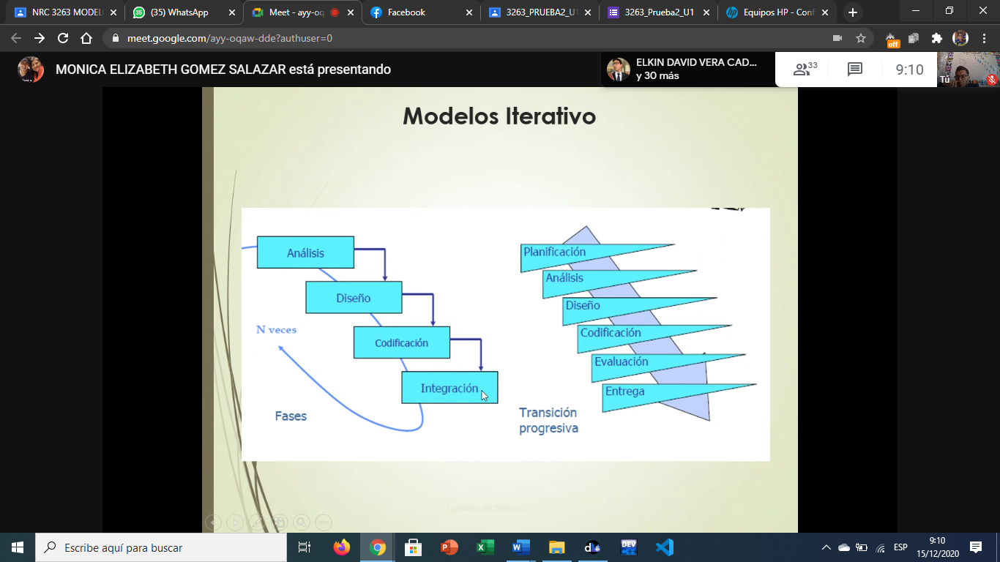 NRC 3263 MODEL
(35) WhatsApp
Meet - ayy-oq
Facebook
3263_PRUEBA2_U1
3263_Prueba2_U1
Equipos HP - Conf
meet.google.com/ayy-oqaw-dde?authuser=0
off
MONICA ELIZABETH GOMEZ SALAZAR está presentando
ELKIN DAVID VERA CAD...
y 30 más
33
9:10
Tú
Modelos Iterativo
Análisis
Diseño
Codificación
Integración
N veces
Fases
Planificación
Análisis
Diseño
Codificación
Evaluación
Entrega
Transición
progresiva
Escribe aquí para buscar
DEV
ESP
9:10
15/12/2020